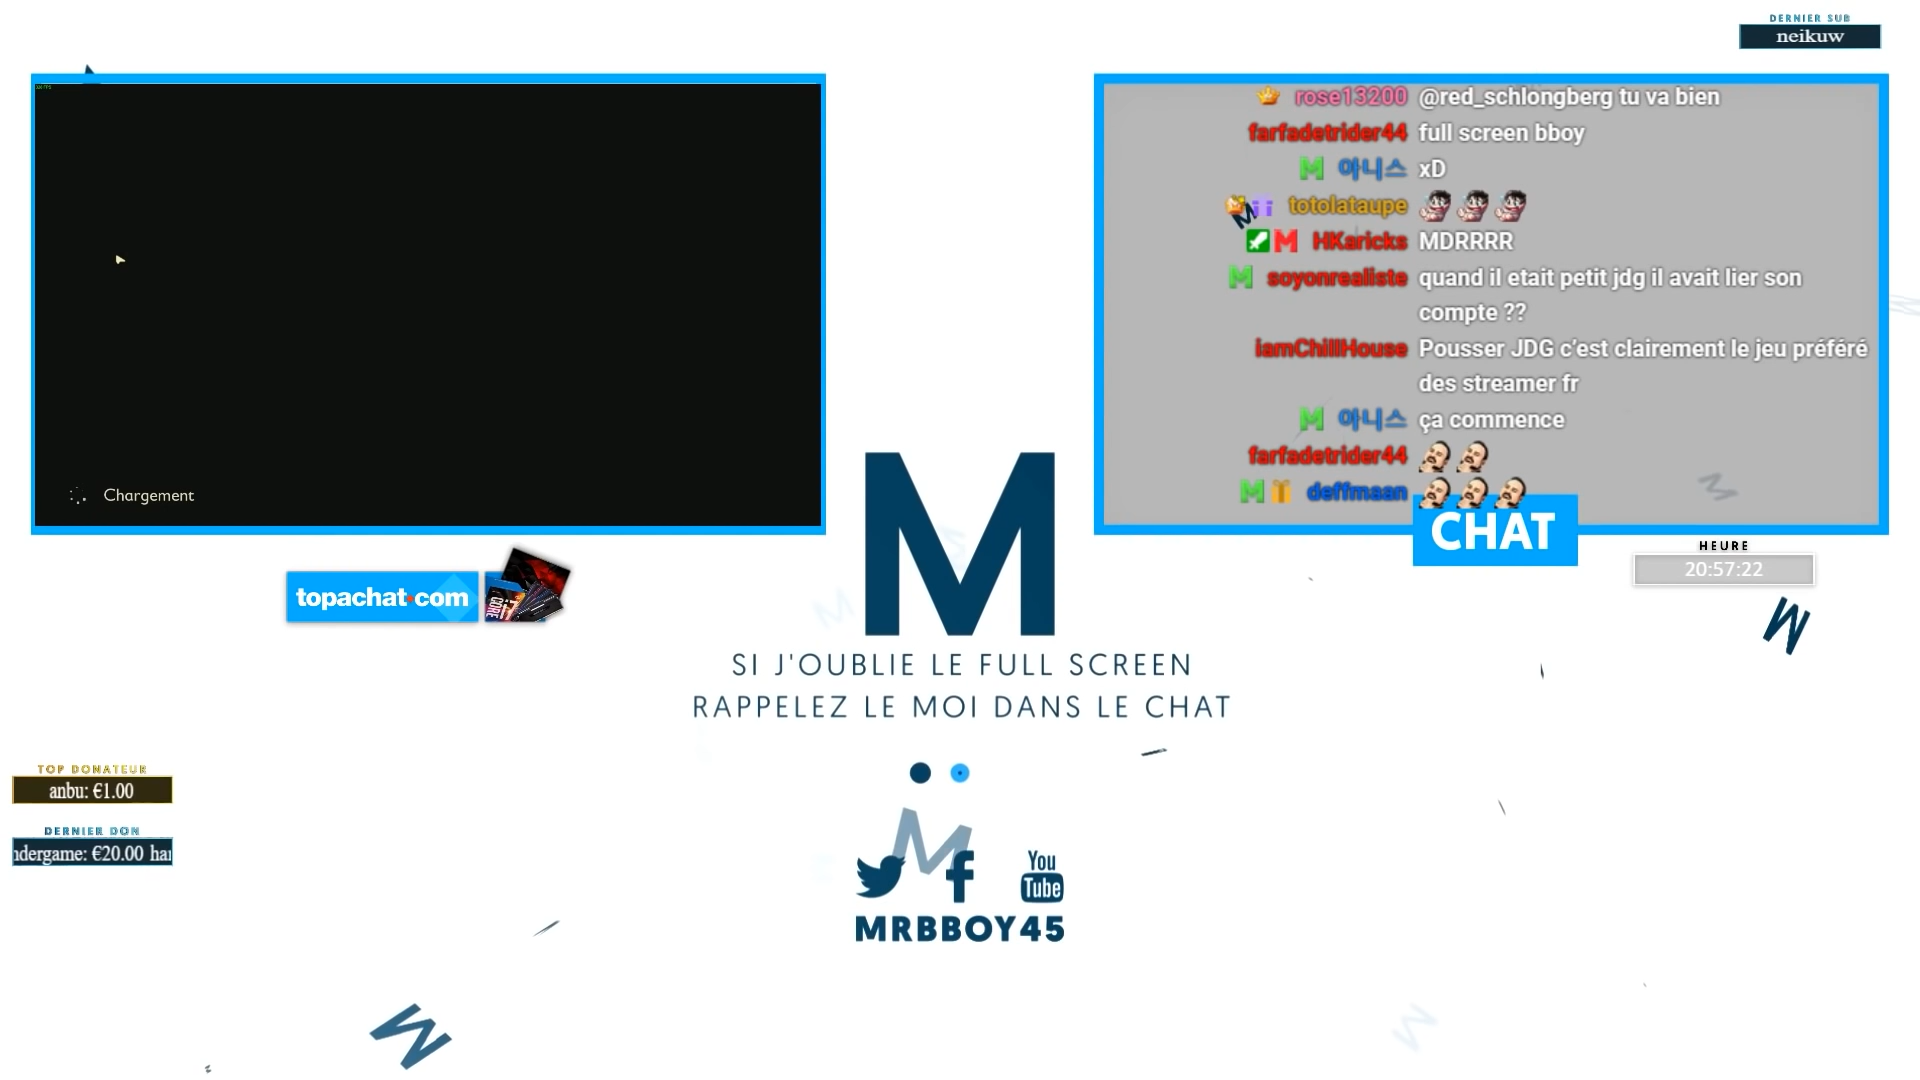 DERNIER SUB
neikuw
rose13200 @red_schlongberg tu va bien
farfadetrider44 full screen bboy
아니스 xD
totolataupe
HKaricks MDRRRR
soyonrealiste quand il etait petit jdg il avait lier son
compte ??
iamChillHouse Pousser JDG c'est clairement le jeu préféré
des streamer fr
아니스 ça commence
farfadetrider44
deffmaan
CHAT
Chargement
HEURE
20:57:22
topachat.com
CORE
M
SI J'OUBLIE LE FULL SCREEN
RAPPELEZ LE MOI DANS LE CHAT
TOP DONATEUR
anbu: €1.00
DERNIER DON
ndergame: €20.00 ha
You
Tube
MRBBOY45